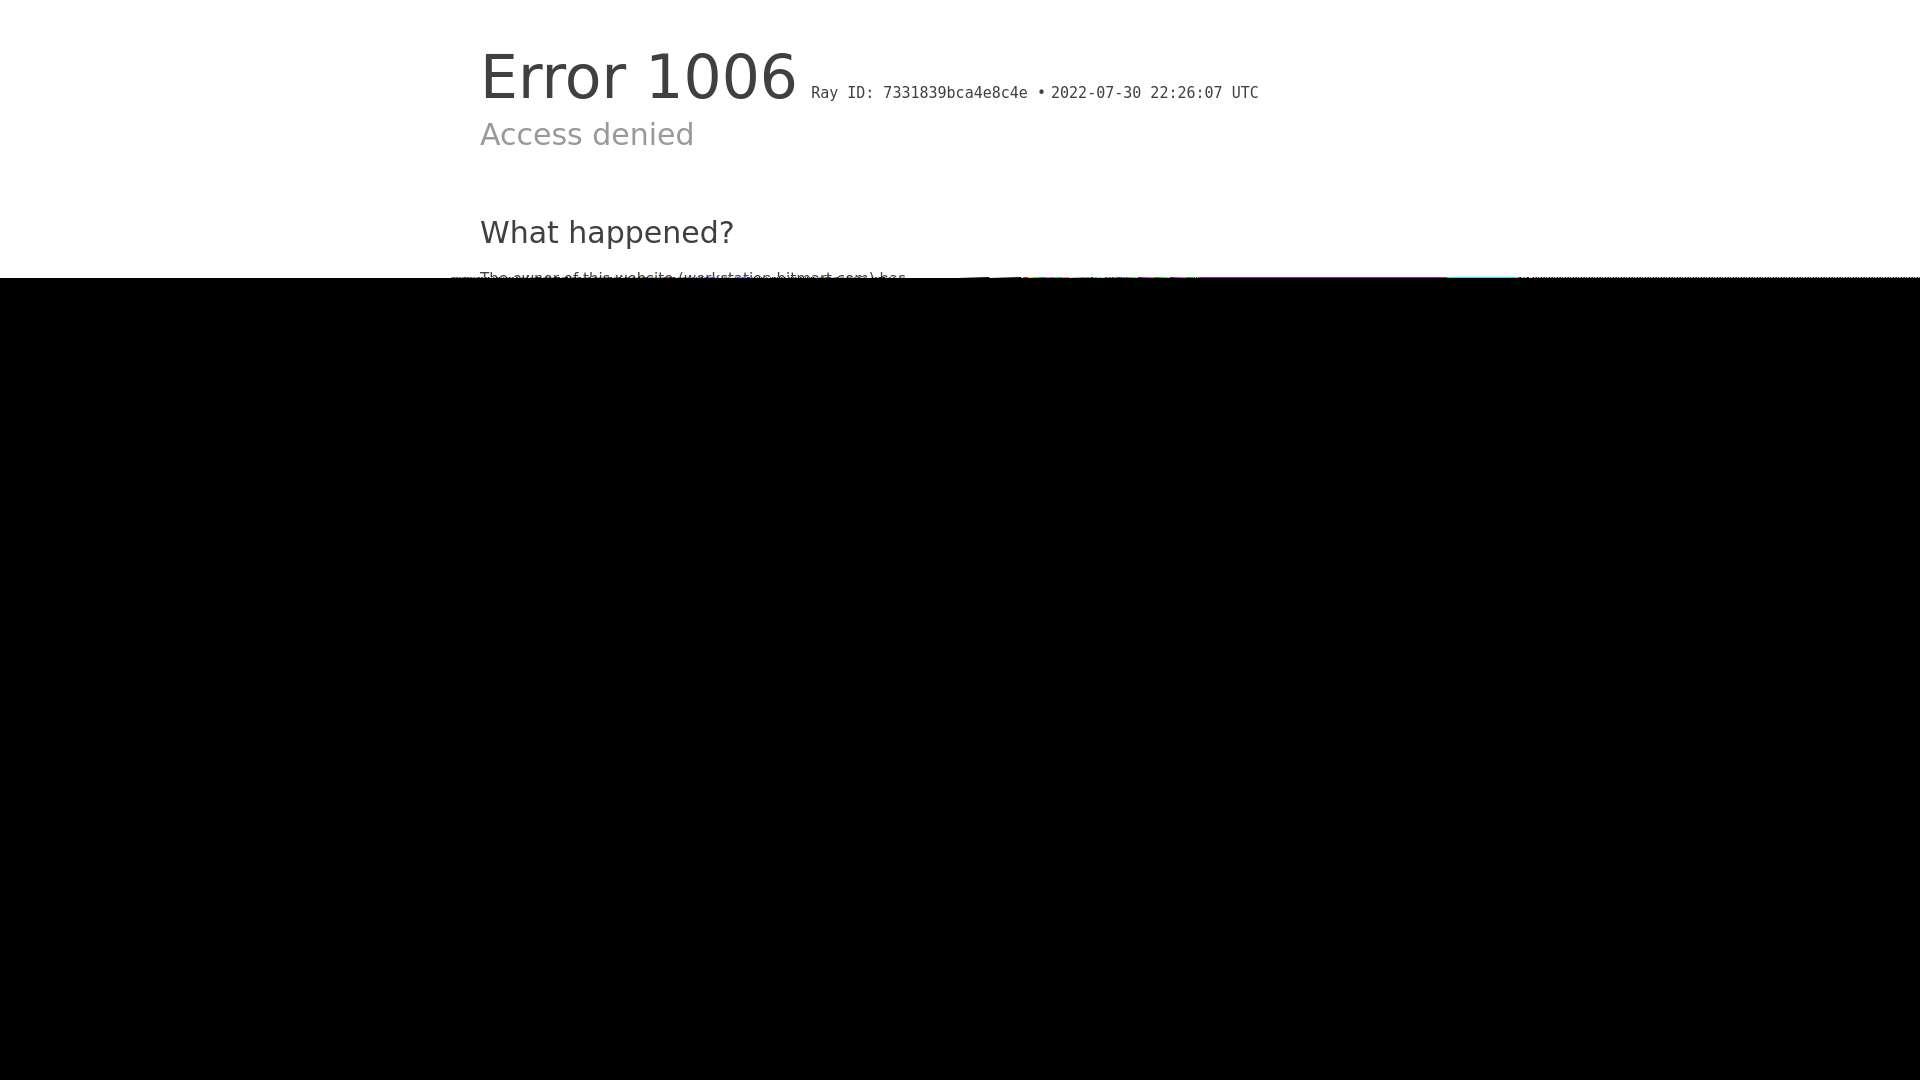 Error 1006 Ray ID: 7331839bca4e8c4e • 2022-07-30 22:26:07 UTC
Access denied
What happened?
The owner of this website (workstation.bitmart.com) has